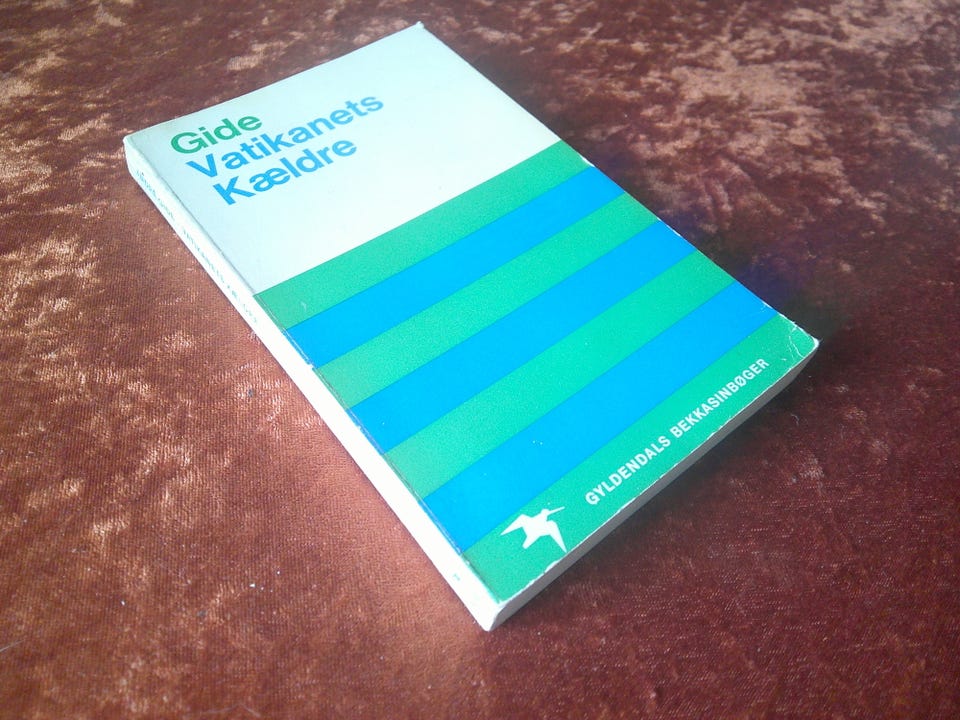 Gide
Vatikanets
Kældre
GYLDENDALS BEKKASINBØGER